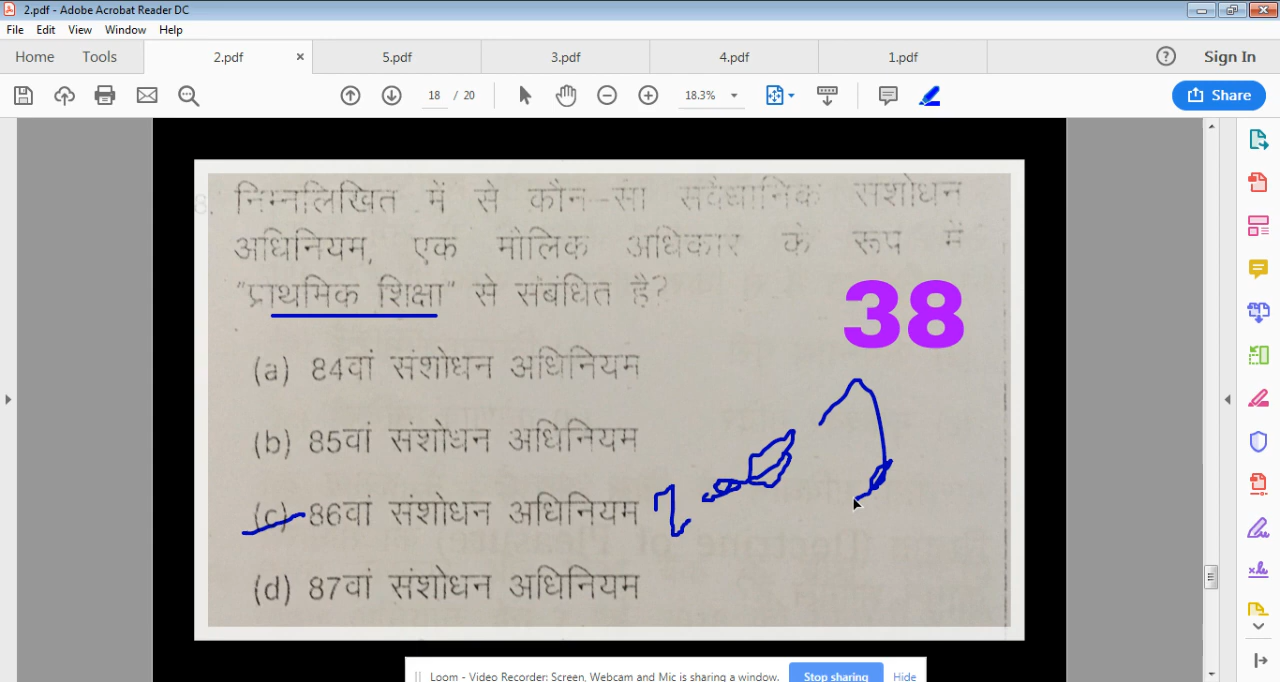 2.pdf - Adobe Acrobat Reader DC
File Edit View Window Help
Home Tools 2.pdf × 5.pdf 3.pdf 4.pdf 1.pdf ? Sign In
18 / 20 18.3% Share
निम्नलिखित में से कौन-सा संवैधानिक संशोधन
अधिनियम, एक मौलिक अधिकार के रूप में
"प्राथमिक शिक्षा" से संबंधित है?
38
(a) 84वां संशोधन अधिनियम
(b) 85वां संशोधन अधिनियम
(c) 86वां संशोधन अधिनियम
(d) 87वां संशोधन अधिनियम
Loom - Video Recorder: Screen, Webcam and Mic is sharing a window. Stop sharing Hide